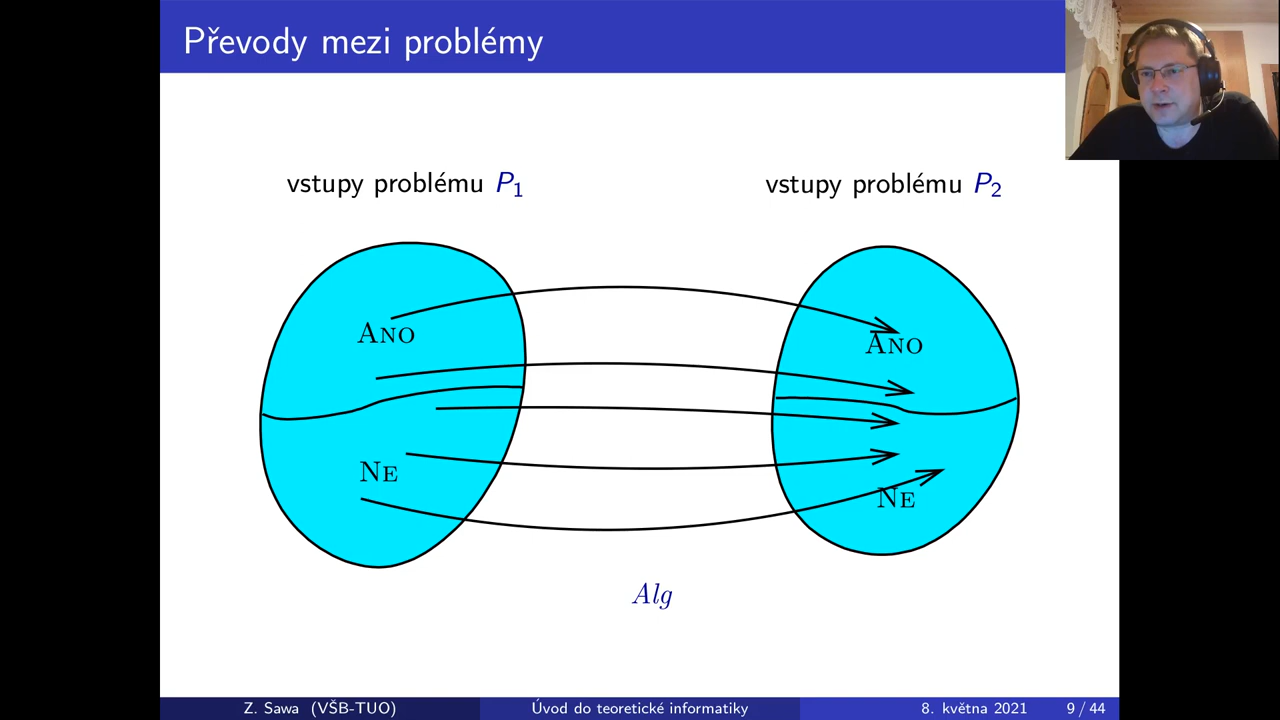 Převody mezi problémy
vstupy problému P₁
vstupy problému P₂
Ano
Ano
Ne
Ne
Alg
Z. Sawa (VŠB-TUO)
Úvod do teoretické informatiky
8. května 2021
9 / 44